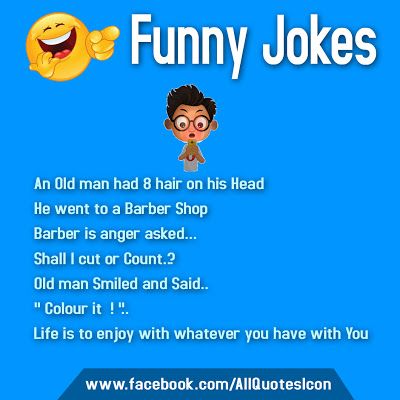 Funny Jokes
An Old man had 8 hair on his Head
He went to a Barber Shop
Barber is anger asked...
Shall I cut or Count.?
Old man Smiled and Said..
" Colour it ! ".
Life is to enjoy with whatever you have with You
www.facebook.com/AllQuotesIcon